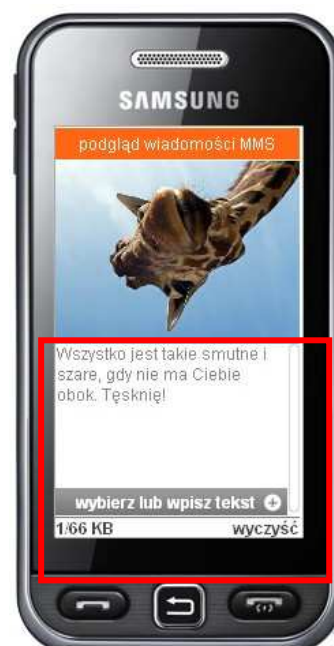 SAMSUNG
podgląd wiadomości MMS
Wszystko jest takie smutne i
szare, gdy nie ma Ciebie
obok. Tęsknię!
wybierz lub wpisz tekst
1/66 KB wyczyść